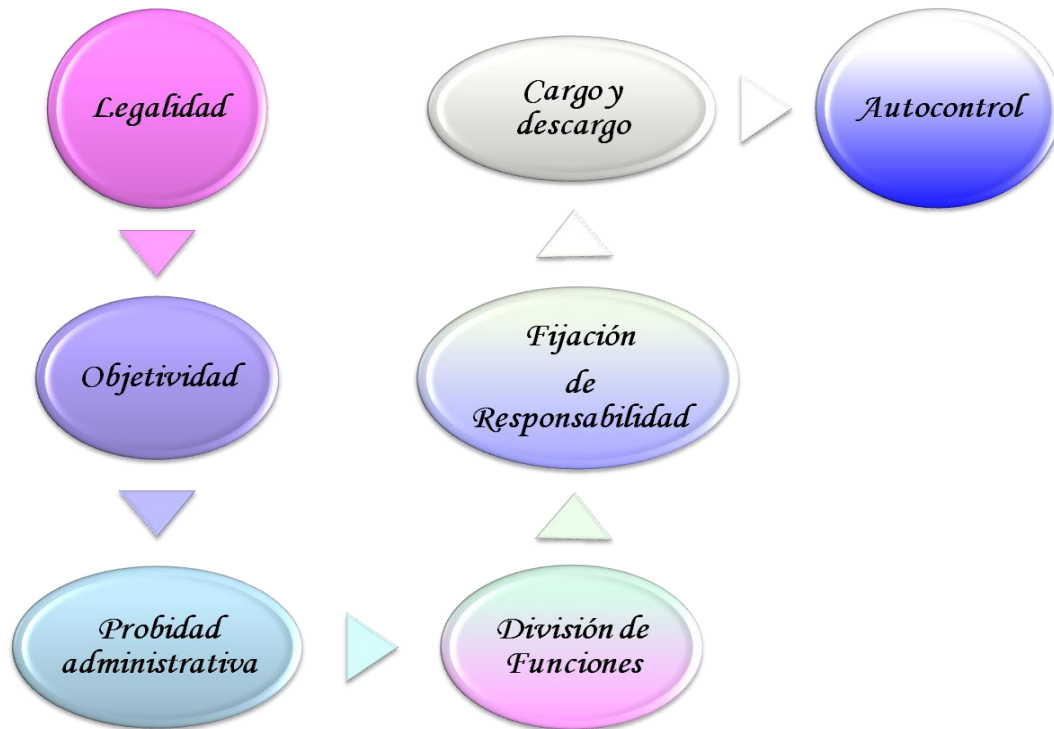 Legalidad
Objetividad
Probidad
administrativa
División de
Funciones
Fijación
de
Responsabilidad
Cargo y
descargo
Autocontrol